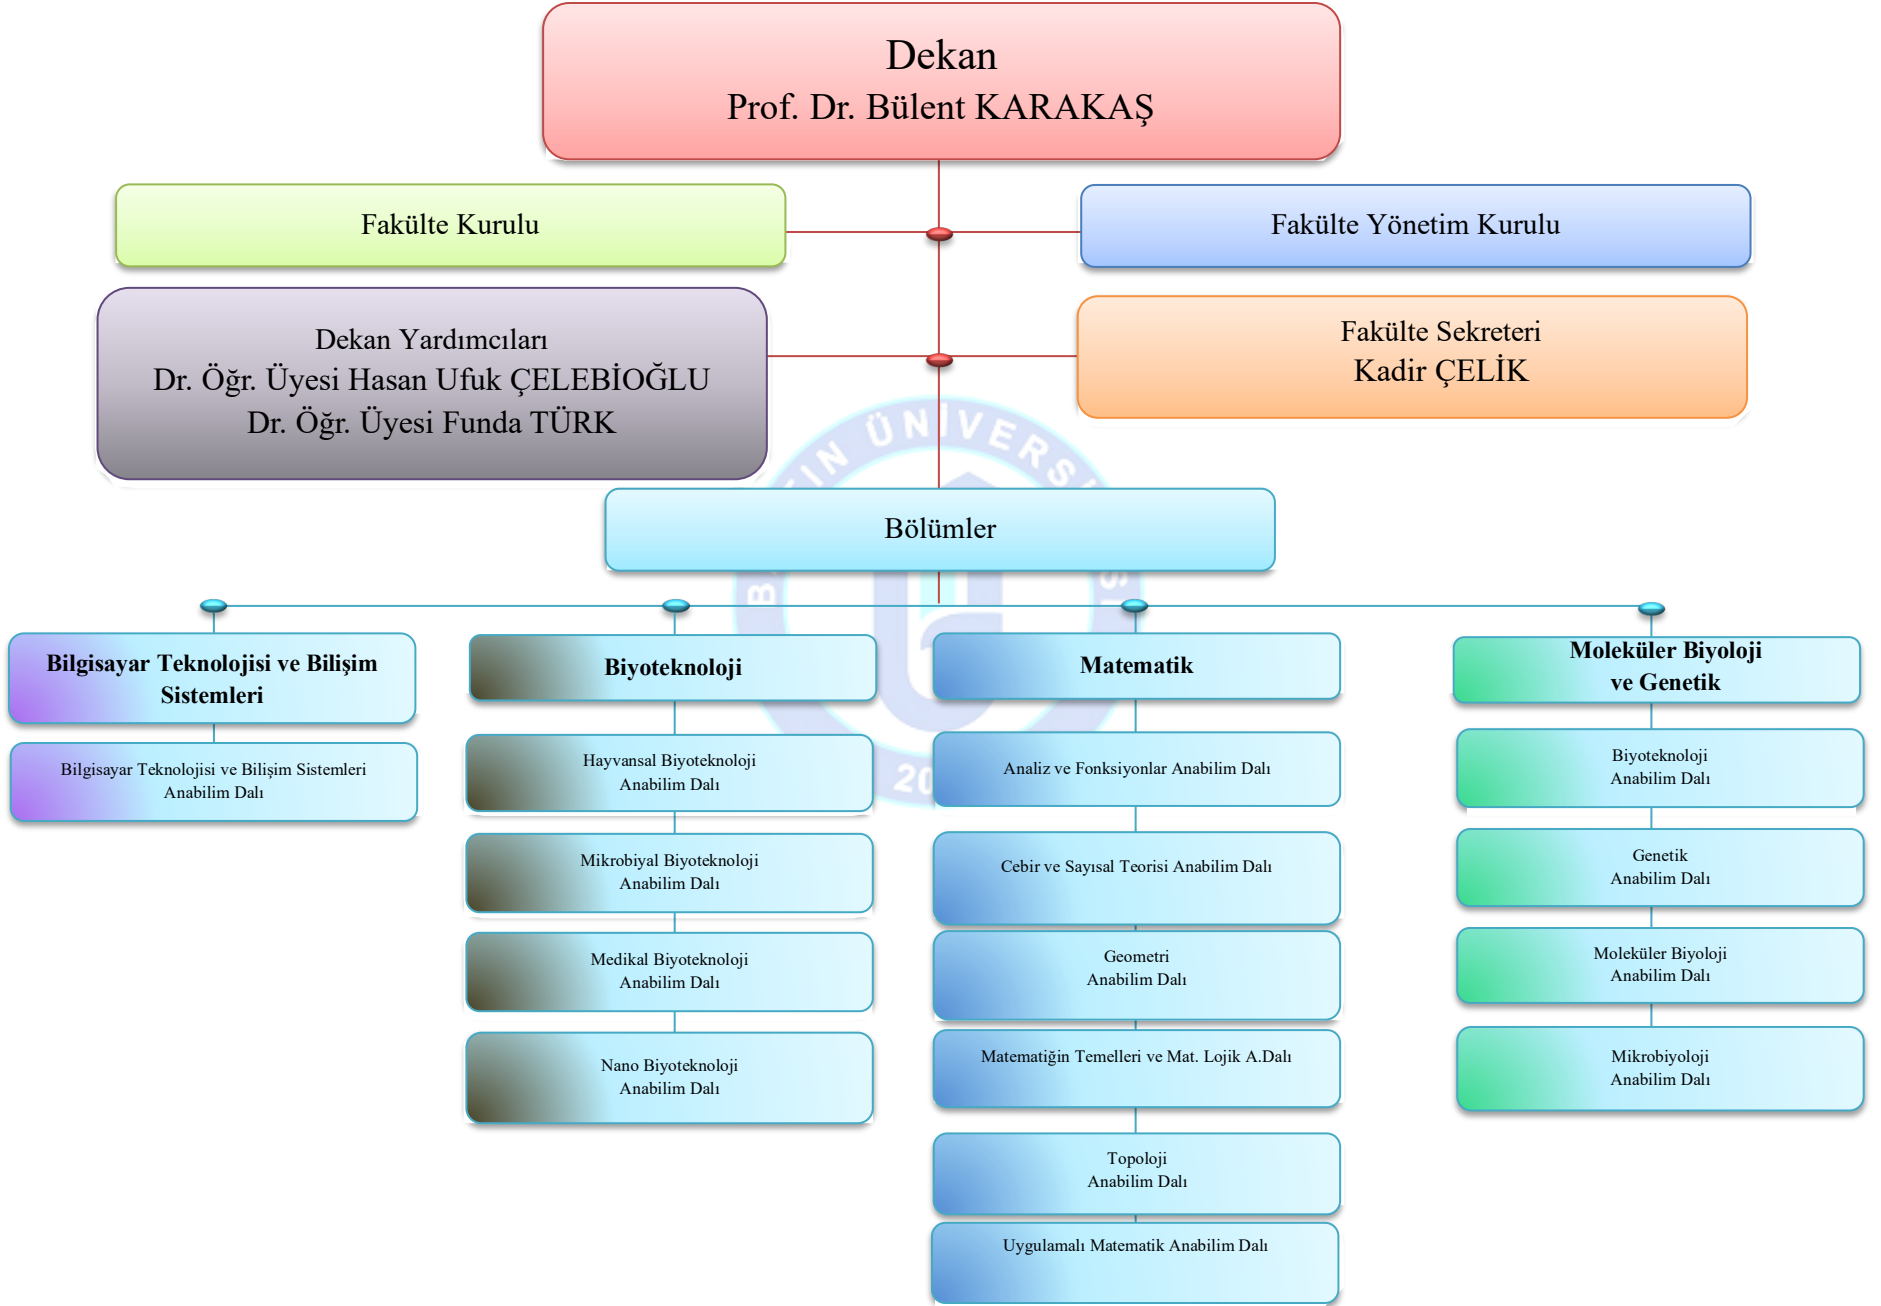 Dekan
Prof. Dr. Bülent KARAKAŞ
Fakülte Kurulu
Fakülte Yönetim Kurulu
Dekan Yardımcıları
Dr. Öğr. Üyesi Hasan Ufuk ÇELEBİOĞLU
Dr. Öğr. Üyesi Funda TÜRK
Fakülte Sekreteri
Kadir ÇELİK
Bölümler
Bilgisayar Teknolojisi ve Bilişim
Sistemleri
Bilgisayar Teknolojisi ve Bilişim Sistemleri
Anabilim Dalı
Biyoteknoloji
Hayvansal Biyoteknoloji
Anabilim Dalı
Mikrobiyal Biyoteknoloji
Anabilim Dalı
Medikal Biyoteknoloji
Anabilim Dalı
Nano Biyoteknoloji
Anabilim Dalı
Matematik
Analiz ve Fonksiyonlar Anabilim Dalı
Cebir ve Sayısal Teorisi Anabilim Dalı
Geometri
Anabilim Dalı
Matematiğin Temelleri ve Mat. Lojik A.Dalı
Topoloji
Anabilim Dalı
Uygulamalı Matematik Anabilim Dalı
Moleküler Biyoloji
ve Genetik
Biyoteknoloji
Anabilim Dalı
Genetik
Anabilim Dalı
Moleküler Biyoloji
Anabilim Dalı
Mikrobiyoloji
Anabilim Dalı